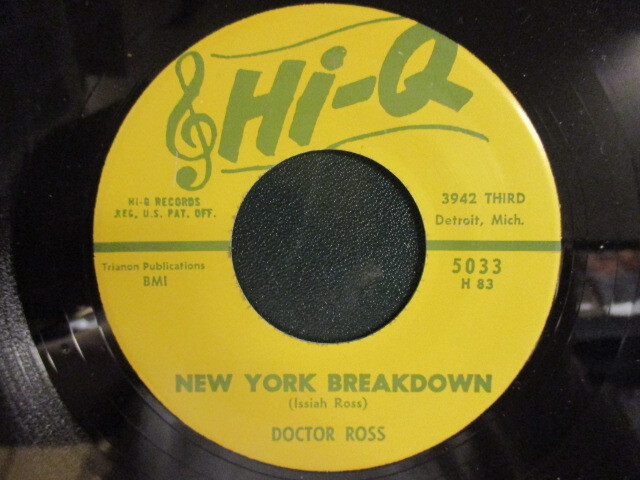 Hi-Q
Hi-Q RECORDS
REG, U.S. PAT. OFF.
3942 THIRD
Detroit, Mich.
Trianon Publications
BMI
5033
H 83
NEW YORK BREAKDOWN
(Issiah Ross)
DOCTOR ROSS